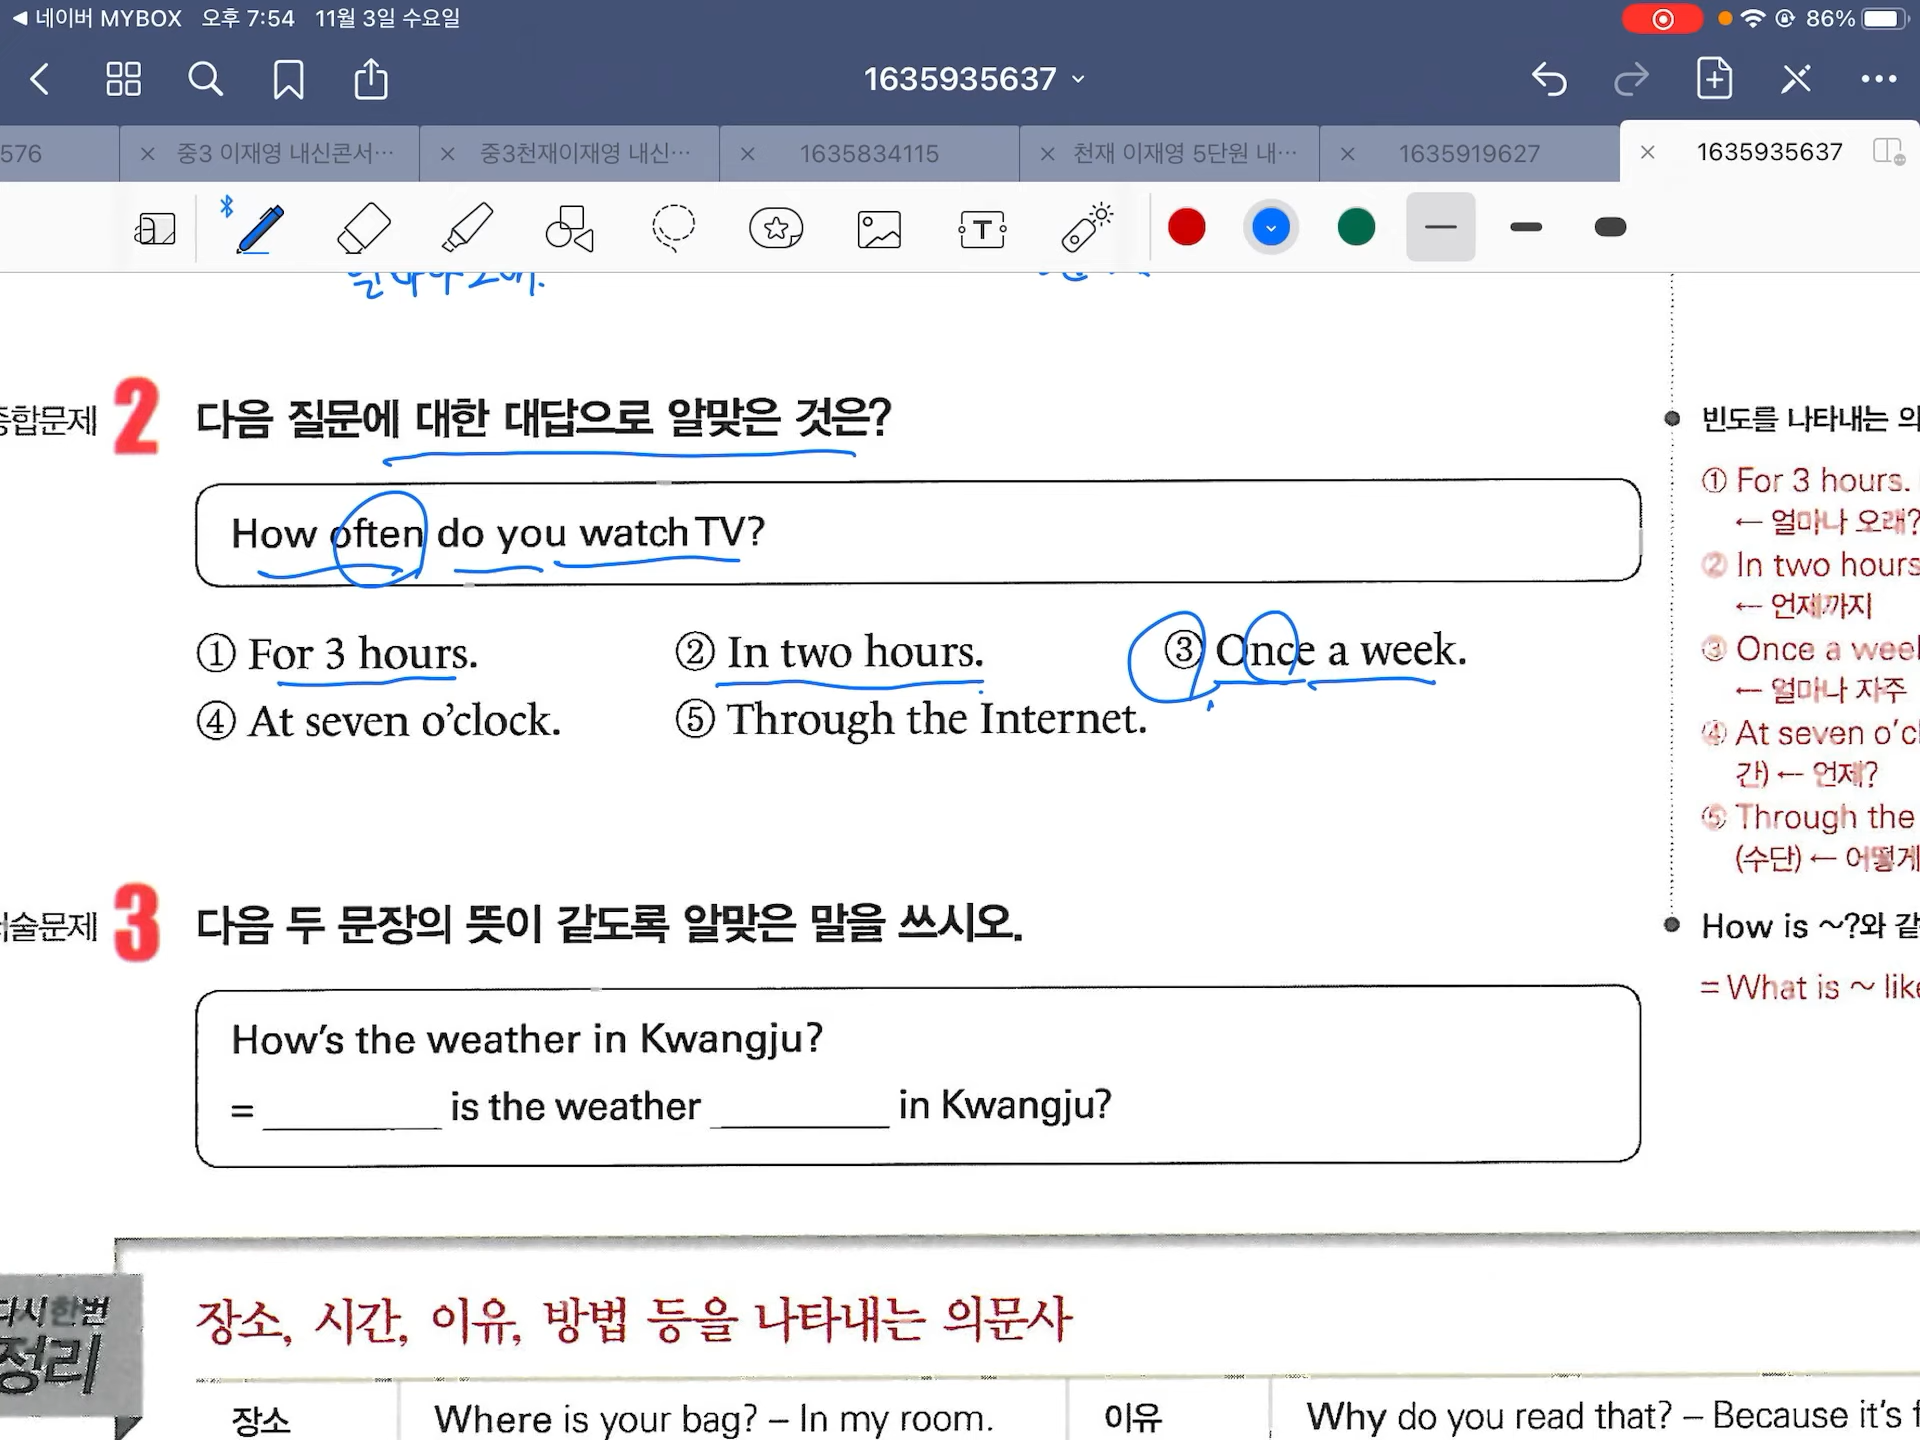 네이버 MYBOX 오후 7:54 11월 3일 수요일 86%
1635935637
576 중3 이재영 내신콘서··· 중3천재이재영 내신··· 1635834115 천재 이재영 5단원 내··· 1635919627 1635935637
종합문제 2 다음 질문에 대한 대답으로 알맞은 것은?
How often do you watch TV?
① For 3 hours. ② In two hours. ③ Once a week.
④ At seven o'clock. ⑤ Through the Internet.
빈도를 나타내는 의
① For 3 hours.
← 얼마나 오래?
② In two hours
← 언제까지
③ Once a week
← 얼마나 자주
④ At seven o'cl
간) ← 언제?
⑤ Through the
(수단) ← 어떻게
서술문제 3 다음 두 문장의 뜻이 같도록 알맞은 말을 쓰시오.
How's the weather in Kwangju?
= ________ is the weather ________ in Kwangju?
How is ~?와 같
= What is ~ like
다시 한번
정리
장소, 시간, 이유, 방법 등을 나타내는 의문사
장소 Where is your bag? – In my room. 이유 Why do you read that? – Because it's f